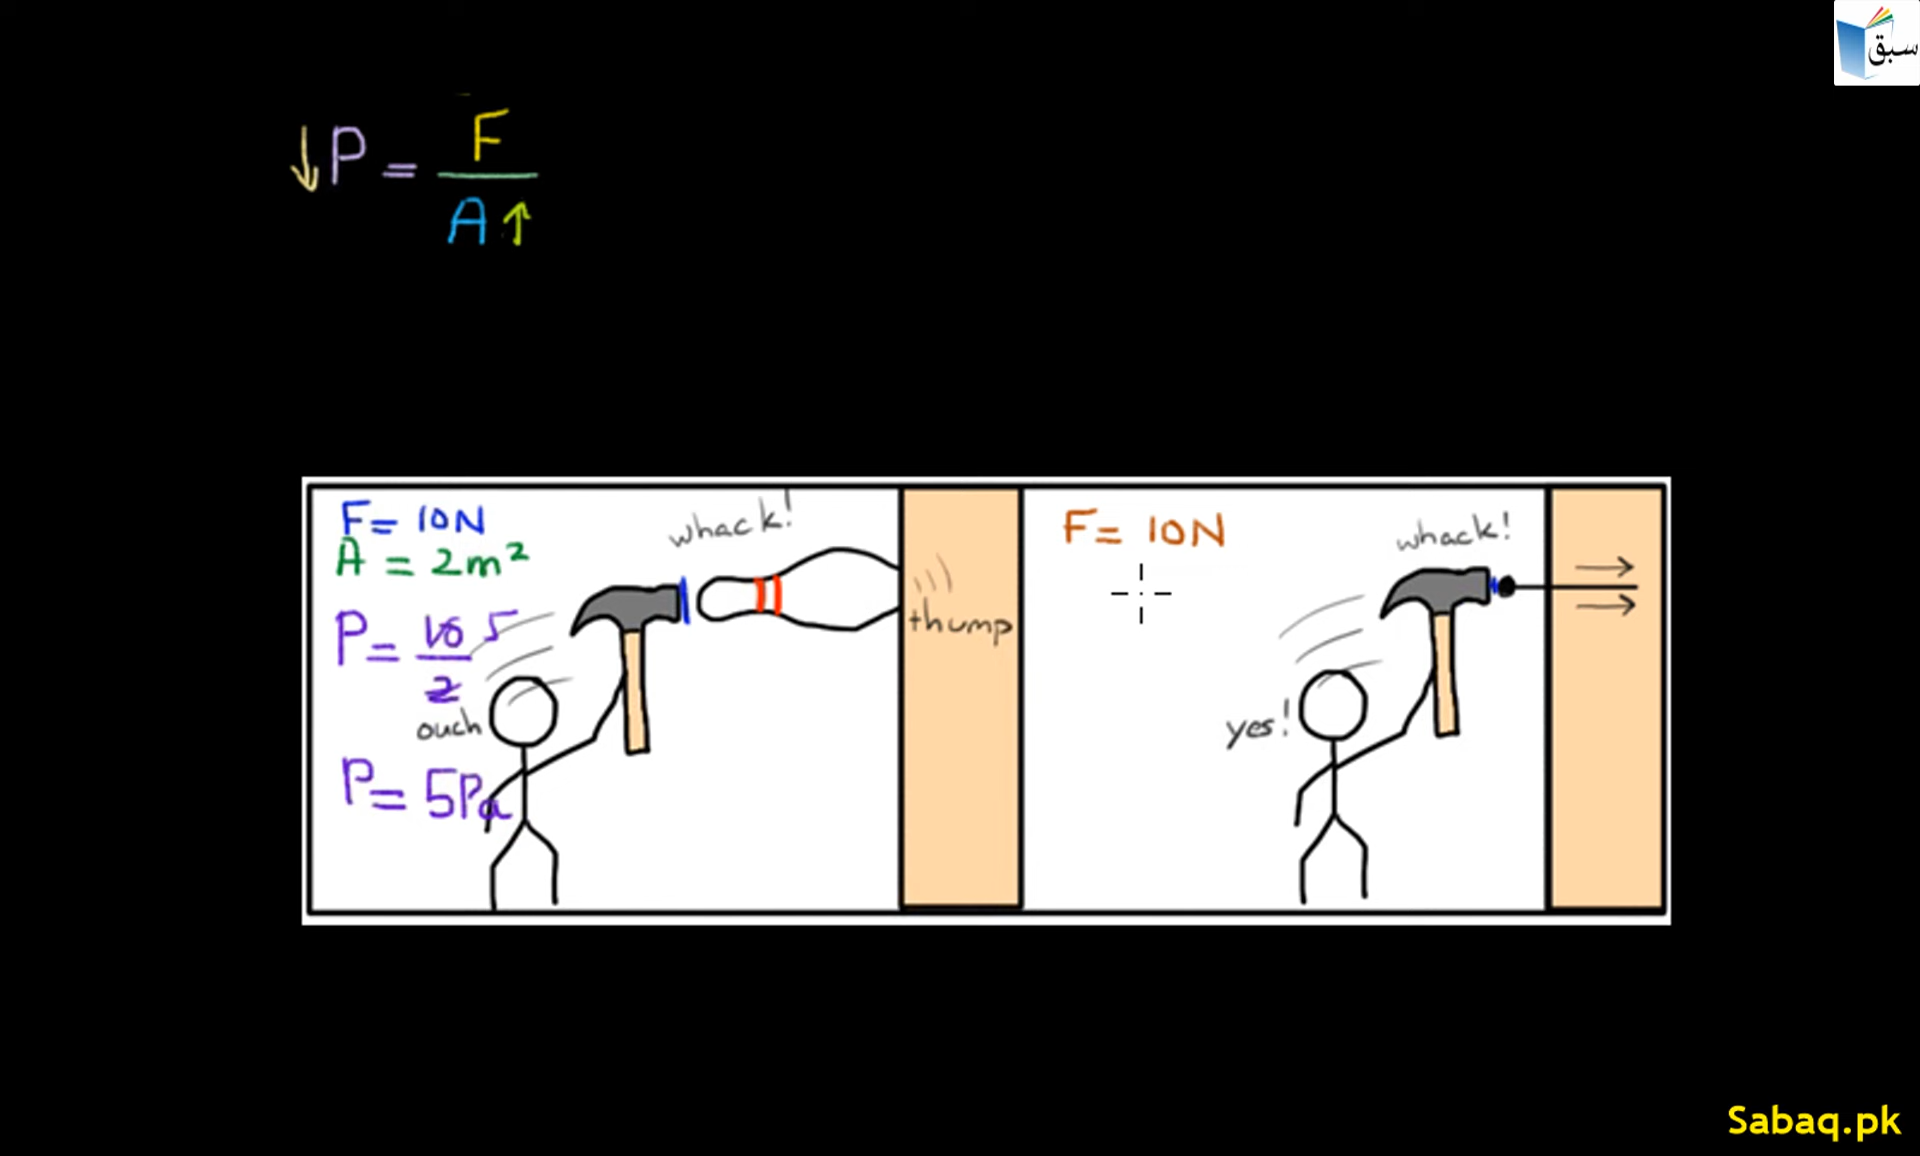 سبق
↓P = F
A↑
F = 10N
A = 2m²
P = 10 5
2
P = 5Pa
whack!
thump
ouch
F = 10N
whack!
yes!
Sabaq.pk